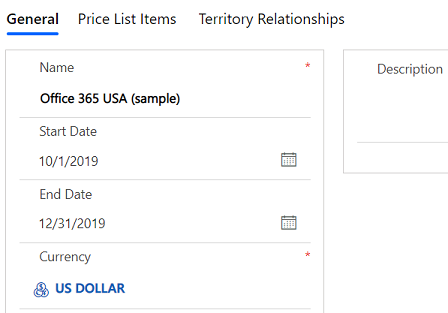 General Price List Items Territory Relationships
Name *
Office 365 USA (sample)
Start Date
10/1/2019
End Date
12/31/2019
Currency *
US DOLLAR
Description